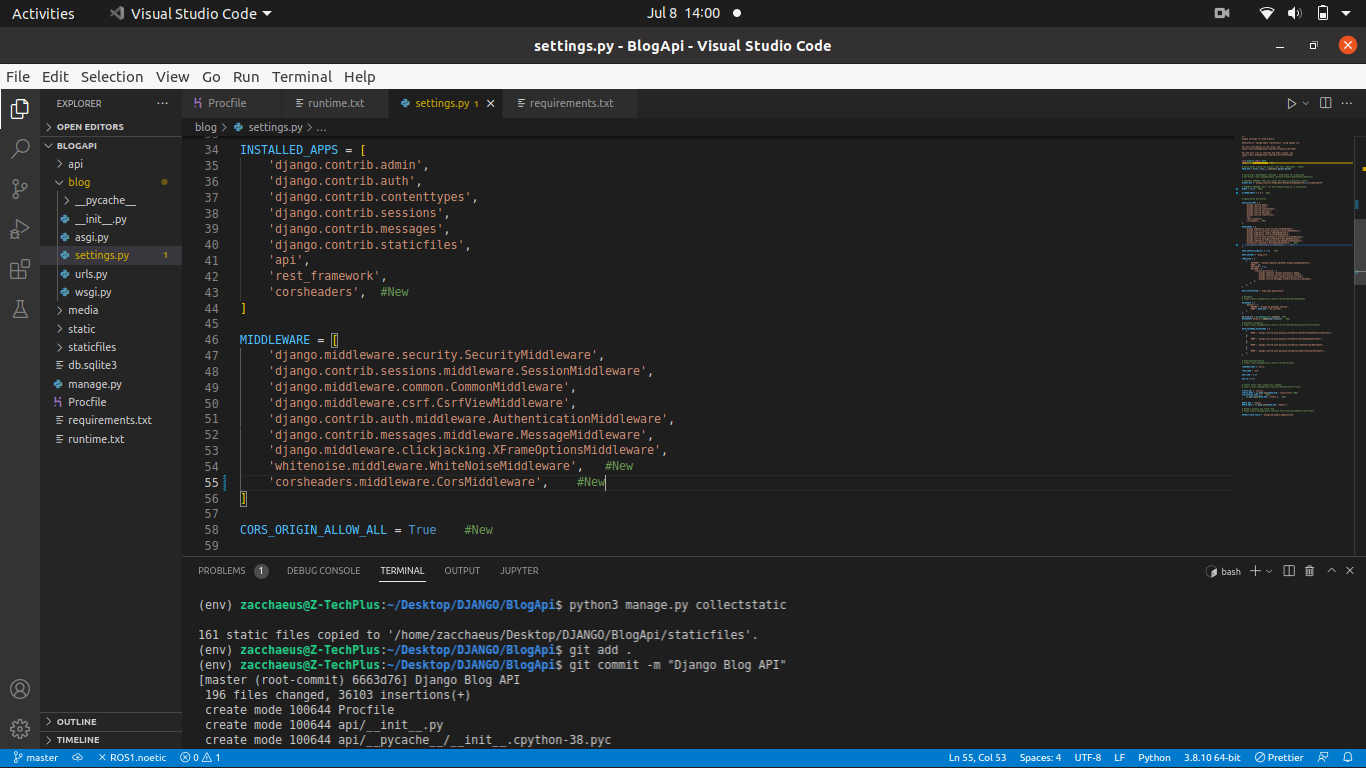 Activities Visual Studio Code Jul 8 14:00
settings.py - BlogApi - Visual Studio Code
File Edit Selection View Go Run Terminal Help
EXPLORER
OPEN EDITORS
BLOGAPI
api
blog
__pycache__
__init__.py
asgi.py
settings.py 1
urls.py
wsgi.py
media
static
staticfiles
db.sqlite3
manage.py
Procfile
requirements.txt
runtime.txt
OUTLINE
TIMELINE
Procfile runtime.txt settings.py 1 requirements.txt
blog > settings.py > ...
34 INSTALLED_APPS = [
35 'django.contrib.admin',
36 'django.contrib.auth',
37 'django.contrib.contenttypes',
38 'django.contrib.sessions',
39 'django.contrib.messages',
40 'django.contrib.staticfiles',
41 'api',
42 'rest_framework',
43 'corsheaders', #New
44 ]
45
46 MIDDLEWARE = [
47 'django.middleware.security.SecurityMiddleware',
48 'django.contrib.sessions.middleware.SessionMiddleware',
49 'django.middleware.common.CommonMiddleware',
50 'django.middleware.csrf.CsrfViewMiddleware',
51 'django.contrib.auth.middleware.AuthenticationMiddleware',
52 'django.contrib.messages.middleware.MessageMiddleware',
53 'django.middleware.clickjacking.XFrameOptionsMiddleware',
54 'whitenoise.middleware.WhiteNoiseMiddleware', #New
55 'corsheaders.middleware.CorsMiddleware', #New
56 ]
57
58 CORS_ORIGIN_ALLOW_ALL = True #New
59
PROBLEMS 1 DEBUG CONSOLE TERMINAL OUTPUT JUPYTER bash
(env) zacchaeus@Z-TechPlus:~/Desktop/DJANGO/BlogApi$ python3 manage.py collectstatic
161 static files copied to '/home/zacchaeus/Desktop/DJANGO/BlogApi/staticfiles'.
(env) zacchaeus@Z-TechPlus:~/Desktop/DJANGO/BlogApi$ git add .
(env) zacchaeus@Z-TechPlus:~/Desktop/DJANGO/BlogApi$ git commit -m "Django Blog API"
[master (root-commit) 6663d76] Django Blog API
196 files changed, 36103 insertions(+)
create mode 100644 Procfile
create mode 100644 api/__init__.py
create mode 100644 api/__pycache__/__init__.cpython-38.pyc
master ROS1.noetic 0 1 Ln 55, Col 53 Spaces: 4 UTF-8 LF Python 3.8.10 64-bit Prettier